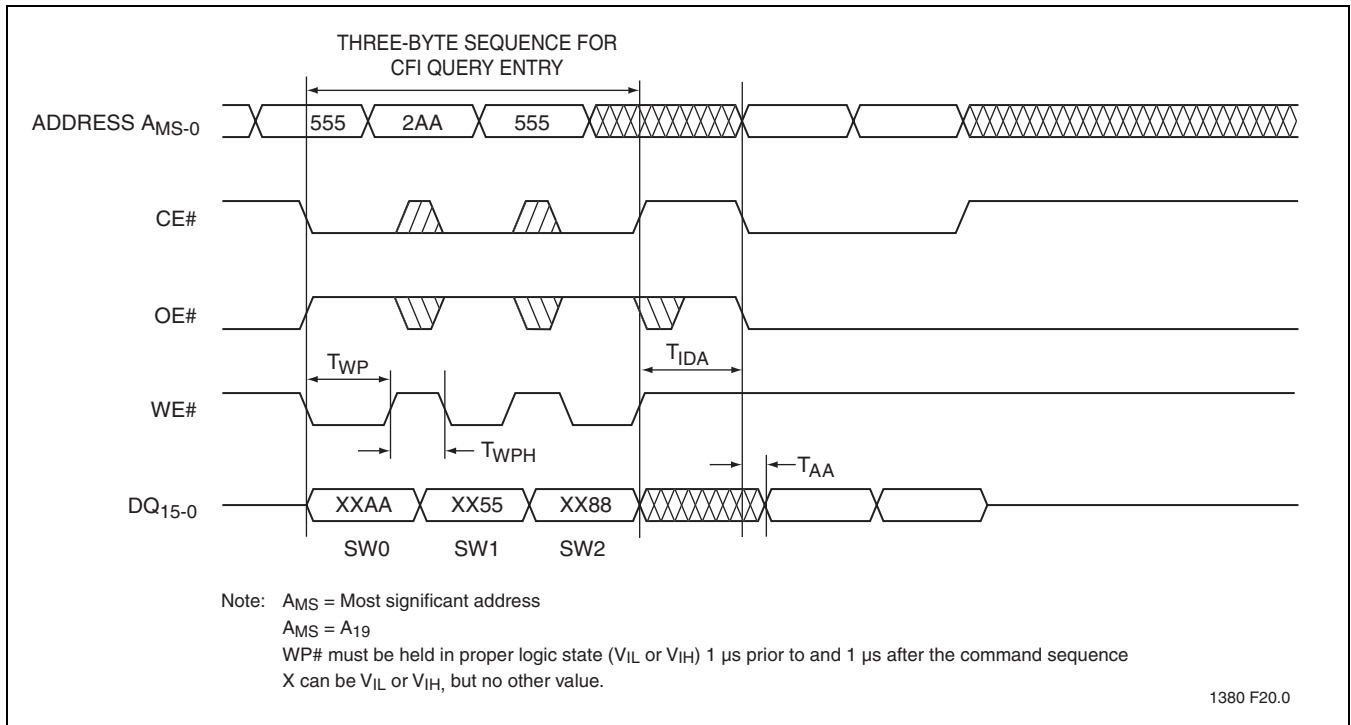 THREE-BYTE SEQUENCE FOR
CFI QUERY ENTRY
ADDRESS AMS-0
555 2AA 555
CE#
OE#
TWP
TIDA
WE#
TWPH
TAA
DQ15-0
XXAA XX55 XX88
SW0 SW1 SW2
Note: AMS = Most significant address
AMS = A19
WP# must be held in proper logic state (VIL or VIH) 1 µs prior to and 1 µs after the command sequence
X can be VIL or VIH, but no other value.
1380 F20.0